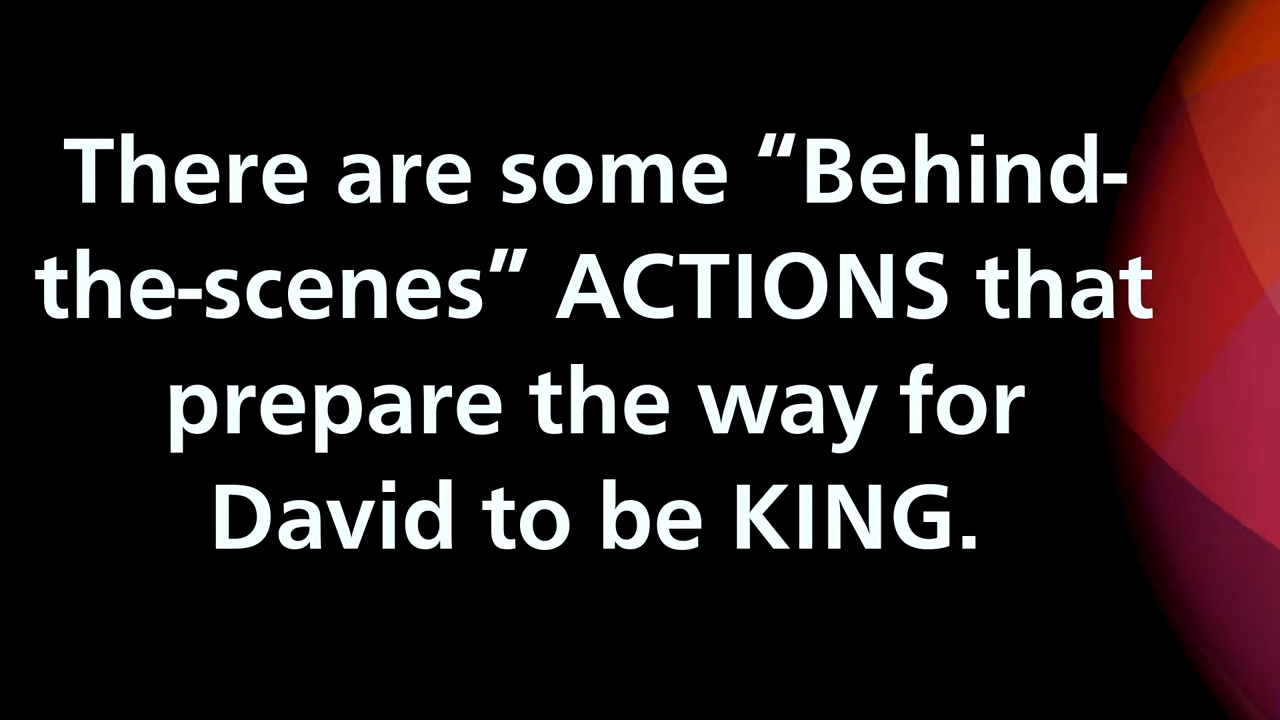 There are some “Behind-
the-scenes” ACTIONS that
prepare the way for
David to be KING.